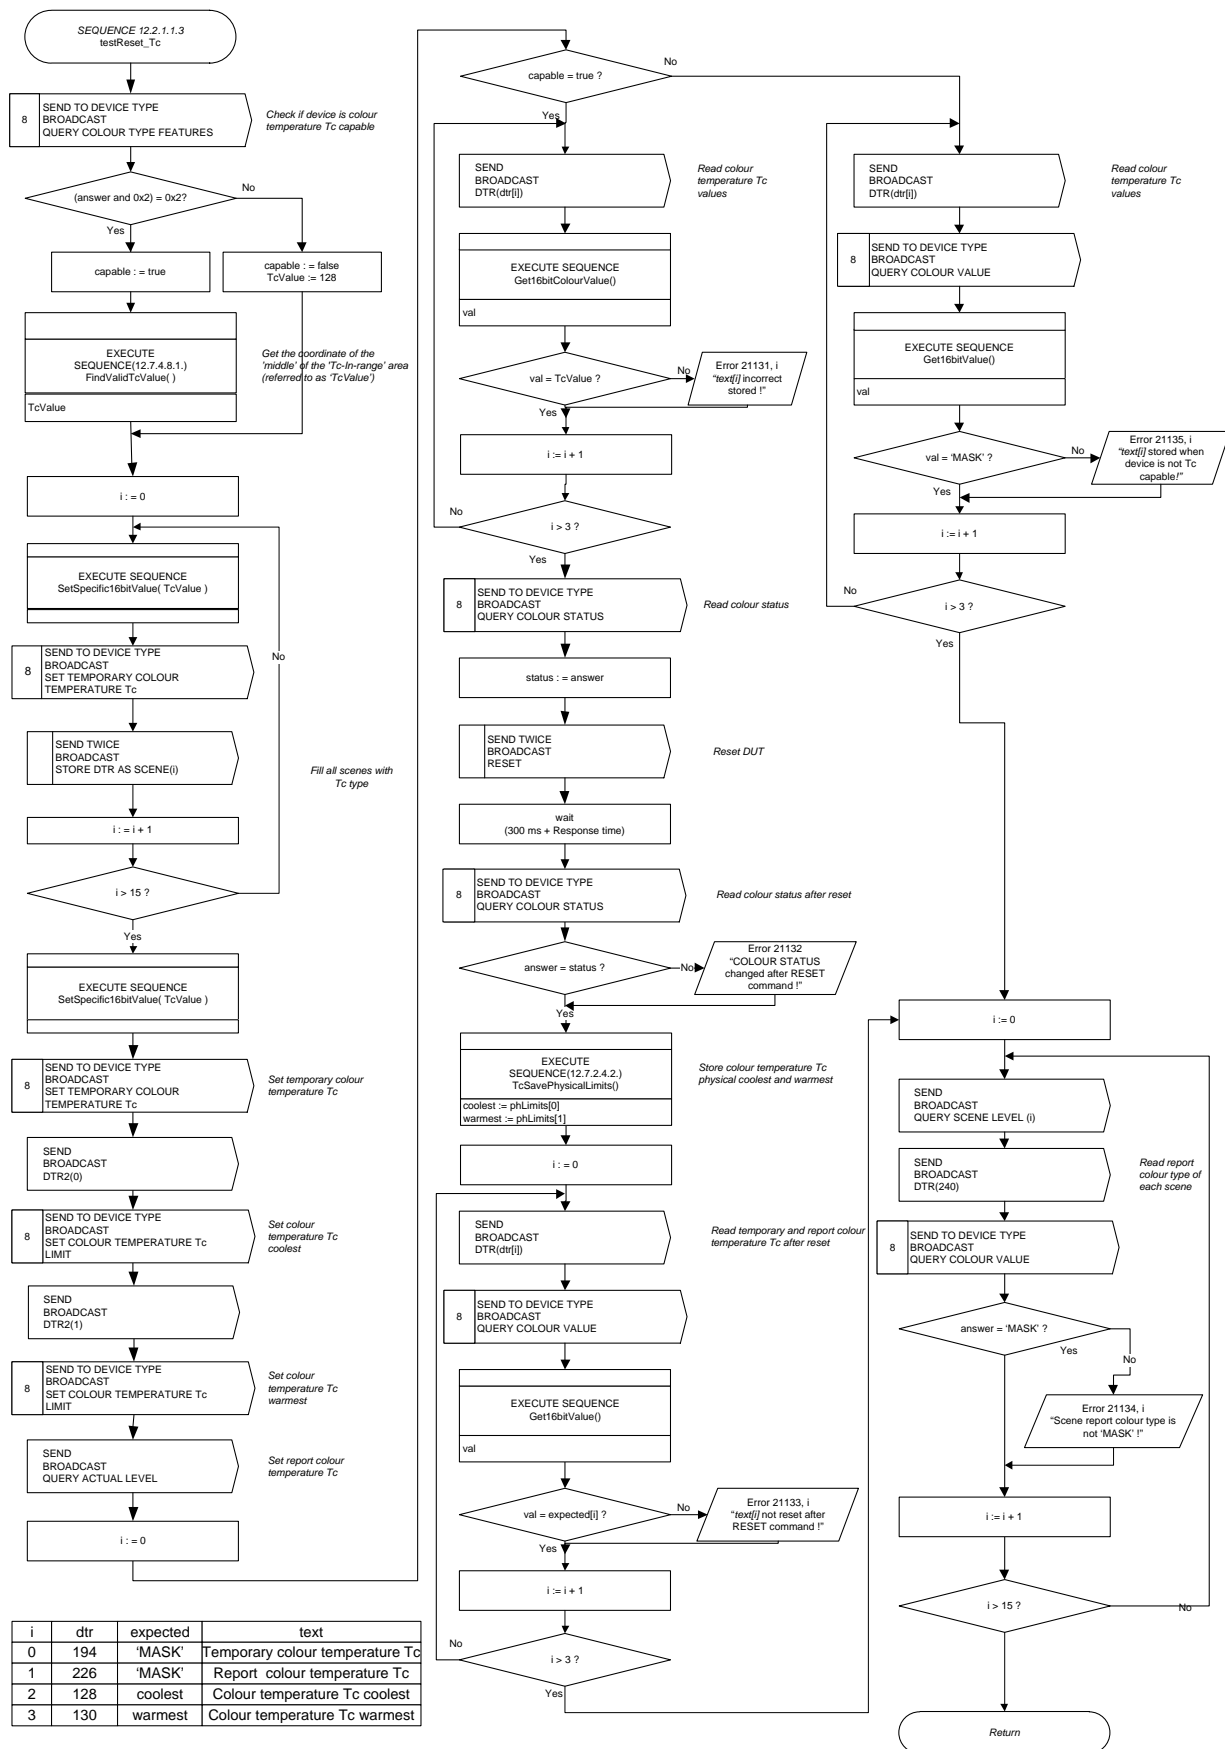 SEQUENCE 12.2.1.1.3
testReset_Tc
8
SEND TO DEVICE TYPE
BROADCAST
QUERY COLOUR TYPE FEATURES
Check if device is colour
temperature Tc capable
(answer and 0x2) = 0x2?
No
Yes
capable : = true
capable : = false
TcValue := 128
EXECUTE
SEQUENCE(12.7.4.8.1.)
FindValidTcValue( )
TcValue
Get the coordinate of the
'middle' of the 'Tc-In-range' area
(referred to as 'TcValue')
i : = 0
EXECUTE SEQUENCE
SetSpecific16bitValue( TcValue )
8
SEND TO DEVICE TYPE
BROADCAST
SET TEMPORARY COLOUR
TEMPERATURE Tc
No
SEND TWICE
BROADCAST
STORE DTR AS SCENE(i)
Fill all scenes with
Tc type
i : = i + 1
i > 15 ?
Yes
EXECUTE SEQUENCE
SetSpecific16bitValue( TcValue )
8
SEND TO DEVICE TYPE
BROADCAST
SET TEMPORARY COLOUR
TEMPERATURE Tc
Set temporary colour
temperature Tc
SEND
BROADCAST
DTR2(0)
8
SEND TO DEVICE TYPE
BROADCAST
SET COLOUR TEMPERATURE Tc
LIMIT
Set colour
temperature Tc
coolest
SEND
BROADCAST
DTR2(1)
8
SEND TO DEVICE TYPE
BROADCAST
SET COLOUR TEMPERATURE Tc
LIMIT
Set colour
temperature Tc
warmest
SEND
BROADCAST
QUERY ACTUAL LEVEL
Set report colour
temperature Tc
i : = 0
capable = true ?
No
Yes
SEND
BROADCAST
DTR(dtr[i])
Read colour
temperature Tc
values
EXECUTE SEQUENCE
Get16bitColourValue()
val
val = TcValue ?
No
Error 21131, i
"text[i] incorrect
stored !"
Yes
i := i + 1
No
i > 3 ?
Yes
8
SEND TO DEVICE TYPE
BROADCAST
QUERY COLOUR STATUS
Read colour status
status : = answer
SEND TWICE
BROADCAST
RESET
Reset DUT
wait
(300 ms + Response time)
8
SEND TO DEVICE TYPE
BROADCAST
QUERY COLOUR STATUS
Read colour status after reset
answer = status ?
No
Error 21132
"COLOUR STATUS
changed after RESET
command !"
Yes
EXECUTE
SEQUENCE(12.7.2.4.2.)
TcSavePhysicalLimits()
coolest := phLimits[0]
warmest := phLimits[1]
Store colour temperature Tc
physical coolest and warmest
i := 0
SEND
BROADCAST
DTR(dtr[i])
Read temporary and report colour
temperature Tc after reset
8
SEND TO DEVICE TYPE
BROADCAST
QUERY COLOUR VALUE
EXECUTE SEQUENCE
Get16bitValue()
val
val = expected[i] ?
No
Error 21133, i
"text[i] not reset after
RESET command !"
Yes
i := i + 1
No
i > 3 ?
Yes
SEND
BROADCAST
DTR(dtr[i])
Read colour
temperature Tc
values
8
SEND TO DEVICE TYPE
BROADCAST
QUERY COLOUR VALUE
EXECUTE SEQUENCE
Get16bitValue()
val
val = 'MASK' ?
No
Error 21135, i
"text[i] stored when
device is not Tc
capable!"
Yes
i := i + 1
No
i > 3 ?
Yes
i := 0
SEND
BROADCAST
QUERY SCENE LEVEL (i)
SEND
BROADCAST
DTR(240)
Read report
colour type of
each scene
8
SEND TO DEVICE TYPE
BROADCAST
QUERY COLOUR VALUE
answer = 'MASK' ?
Yes
No
Error 21134, i
"Scene report colour type is
not 'MASK' !"
i := i + 1
i > 15 ?
No
Return
i dtr expected text
0 194 'MASK' Temporary colour temperature Tc
1 226 'MASK' Report colour temperature Tc
2 128 coolest Colour temperature Tc coolest
3 130 warmest Colour temperature Tc warmest